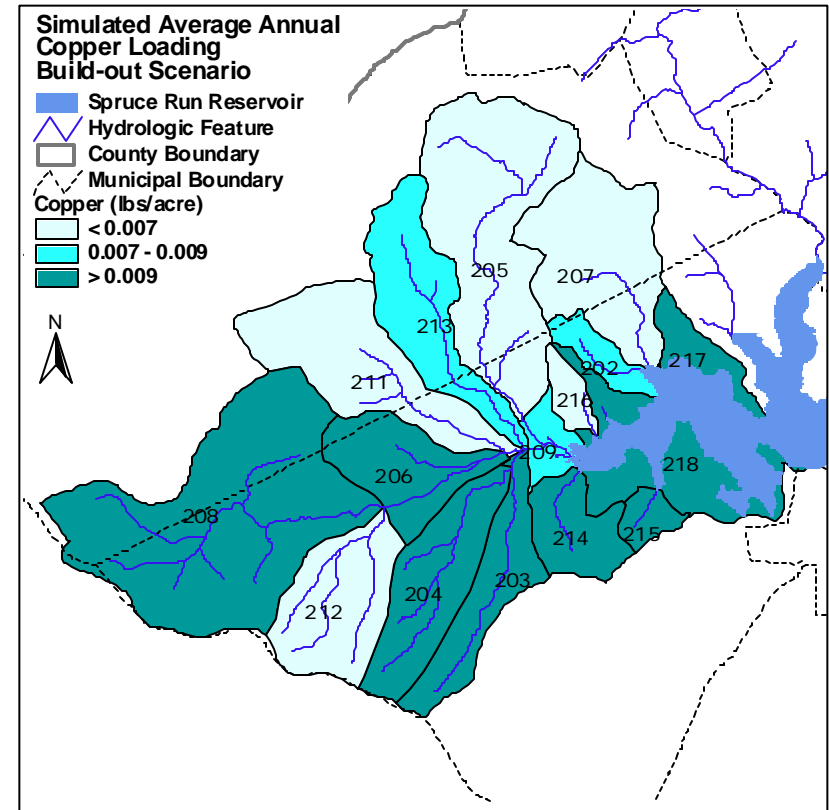 Simulated Average Annual
Copper Loading
Build-out Scenario
Spruce Run Reservoir
Hydrologic Feature
County Boundary
Municipal Boundary
Copper (lbs/acre)
< 0.007
0.007 - 0.009
> 0.009
N
205
207
213
217
202
211
216
209
218
206
208
214
215
203
204
212